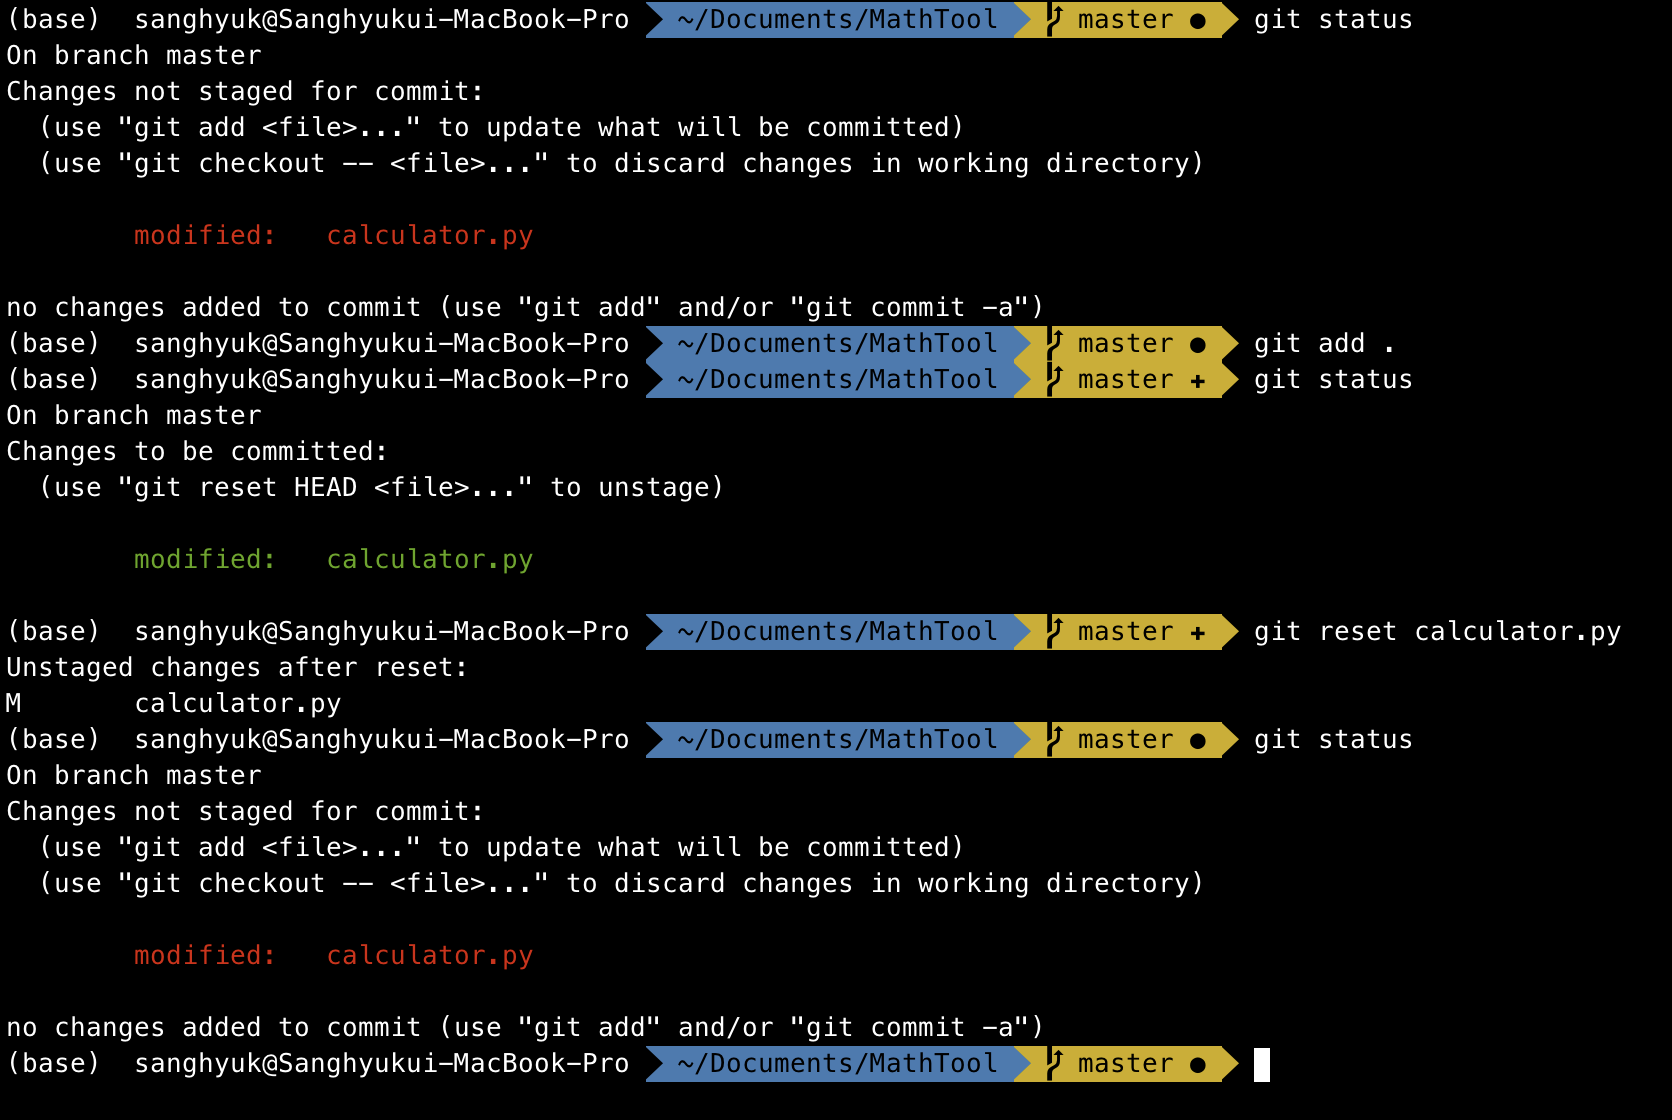 (base)  sanghyuk@Sanghyukui-MacBook-Pro  ~/Documents/MathTool  master ● git status
On branch master
Changes not staged for commit:
  (use "git add <file>..." to update what will be committed)
  (use "git checkout -- <file>..." to discard changes in working directory)
        modified:   calculator.py
no changes added to commit (use "git add" and/or "git commit -a")
(base)  sanghyuk@Sanghyukui-MacBook-Pro  ~/Documents/MathTool  master ● git add .
(base)  sanghyuk@Sanghyukui-MacBook-Pro  ~/Documents/MathTool  master ✚ git status
On branch master
Changes to be committed:
  (use "git reset HEAD <file>..." to unstage)
        modified:   calculator.py
(base)  sanghyuk@Sanghyukui-MacBook-Pro  ~/Documents/MathTool  master ✚ git reset calculator.py
Unstaged changes after reset:
M       calculator.py
(base)  sanghyuk@Sanghyukui-MacBook-Pro  ~/Documents/MathTool  master ● git status
On branch master
Changes not staged for commit:
  (use "git add <file>..." to update what will be committed)
  (use "git checkout -- <file>..." to discard changes in working directory)
        modified:   calculator.py
no changes added to commit (use "git add" and/or "git commit -a")
(base)  sanghyuk@Sanghyukui-MacBook-Pro  ~/Documents/MathTool  master ●